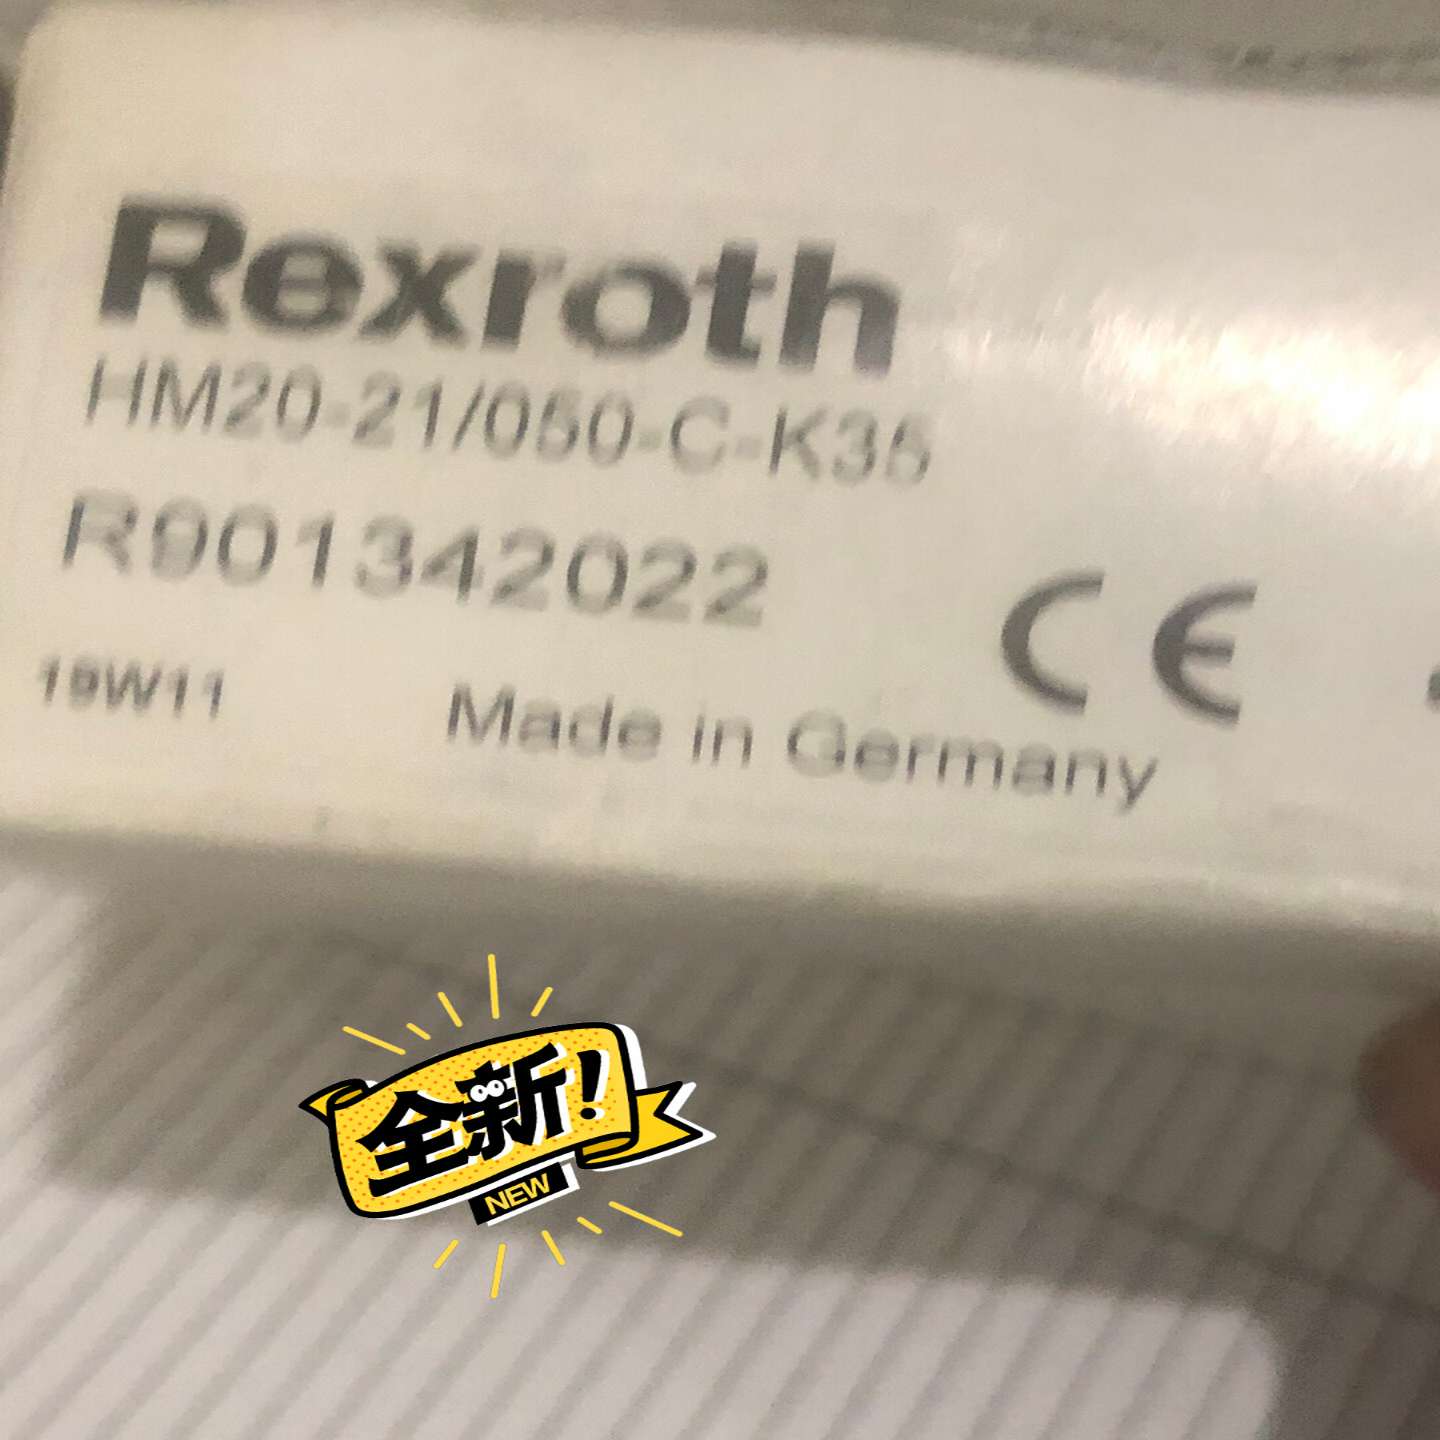 Rexroth
HM20-21/050-C-K35
R901342022
CE
19W11
Made in Germany
全新!
NEW